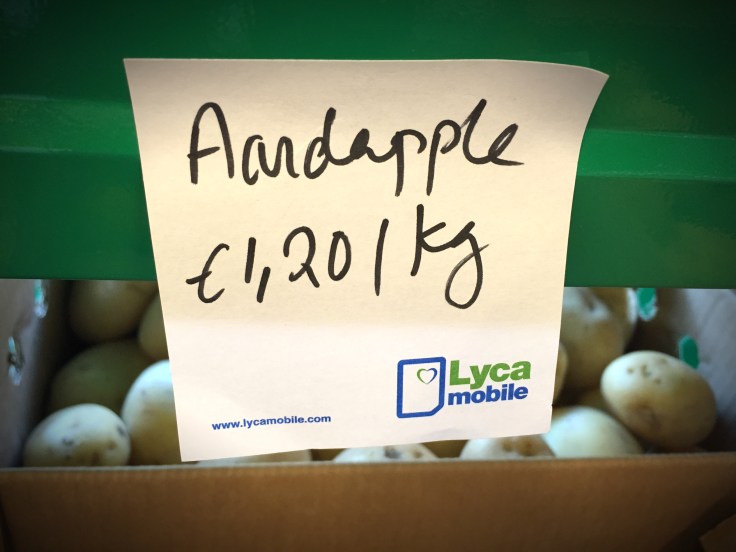 Aardapple
€1,20 / kg
Lyca
mobile
www.lycamobile.com